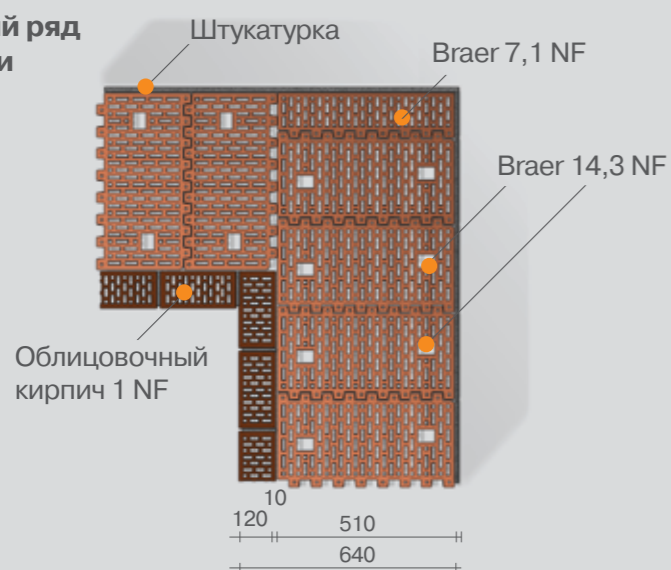 ряд
Штукатурка
Braer 7,1 NF
Braer 14,3 NF
Облицовочный
кирпич 1 NF
10
120
510
640